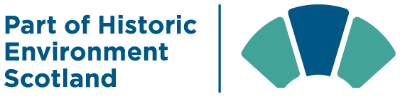 Part of Historic
Environment
Scotland